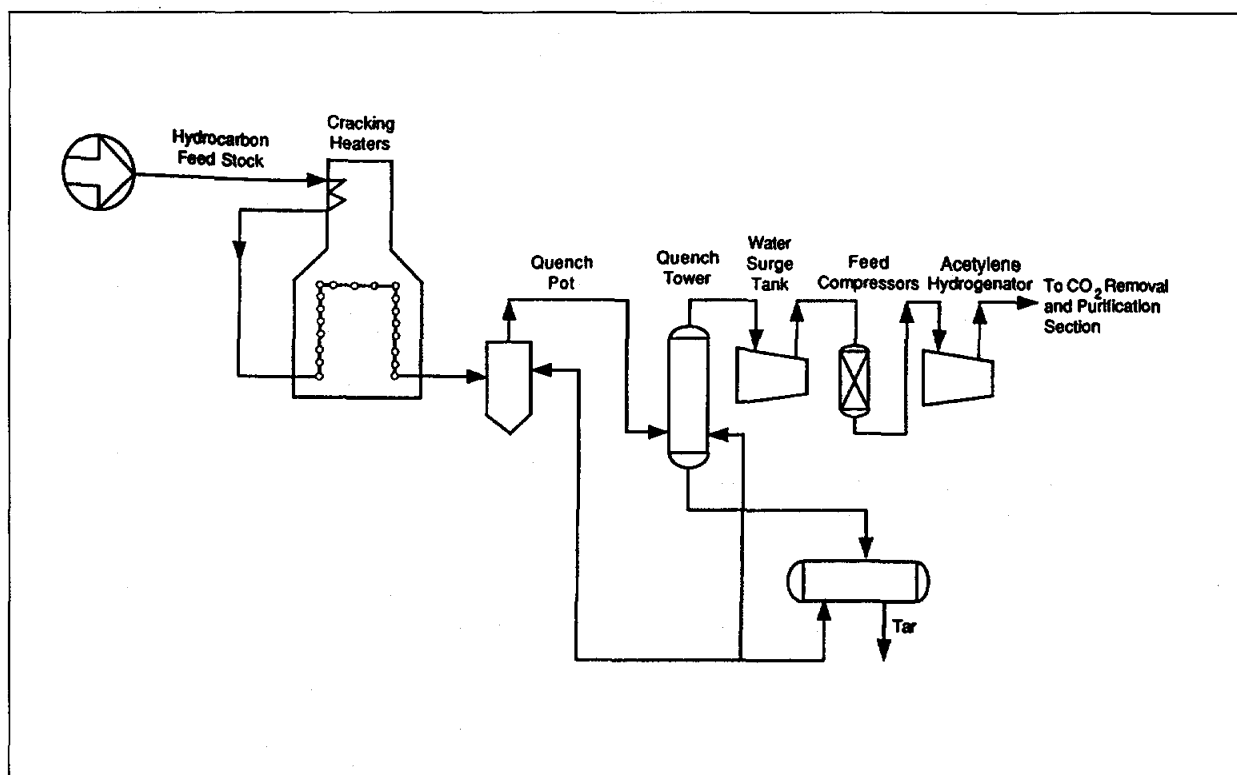 Hydrocarbon
Feed Stock
Cracking
Heaters
Quench
Pot
Quench
Tower
Water
Surge
Tank
Feed
Compressors
Acetylene
Hydrogenator
To CO₂ Removal
and Purification
Section
Tar